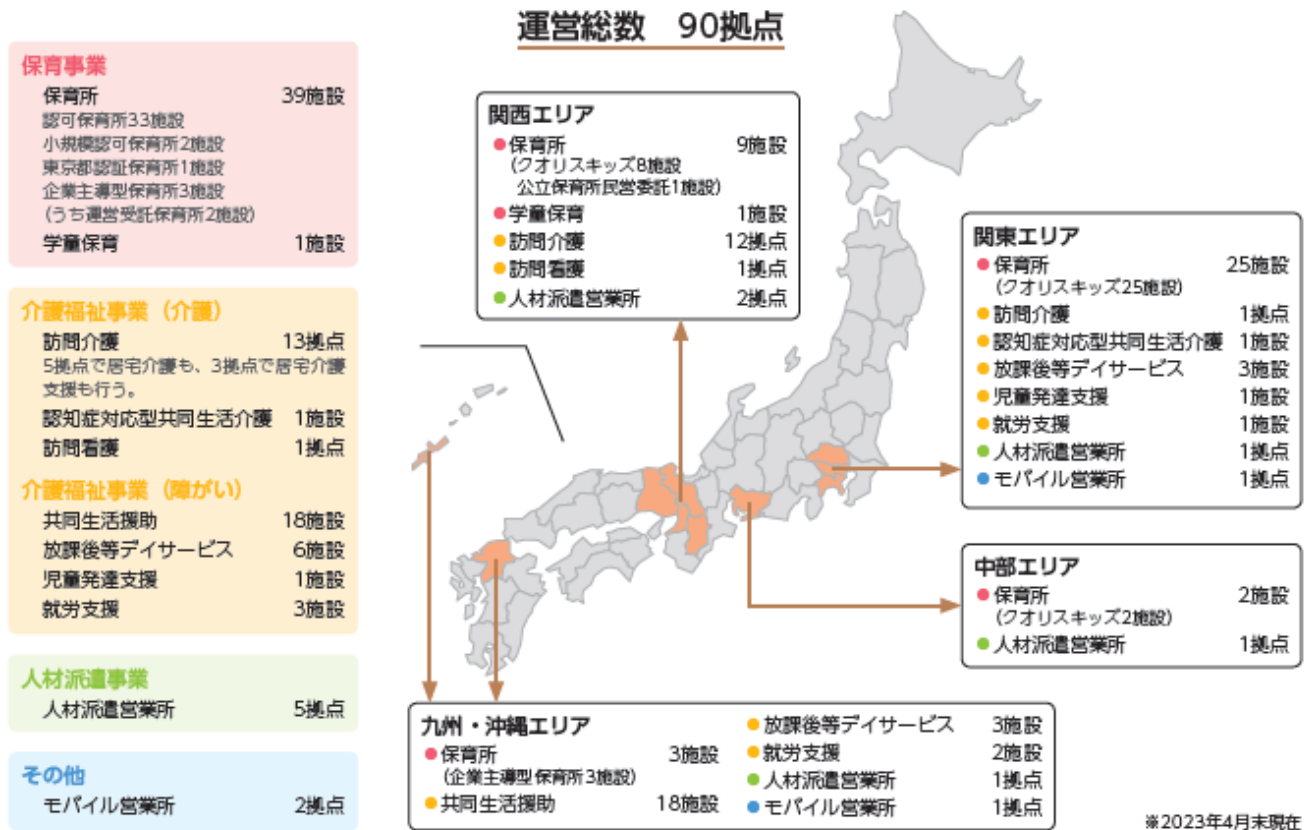 運営総数　90拠点
保育事業
保育所 39施設
認可保育所33施設
小規模認可保育所2施設
東京都認証保育所1施設
企業主導型保育所3施設
(うち運営受託保育所2施設)
学童保育 1施設
介護福祉事業（介護）
訪問介護 13拠点
5拠点で居宅介護も、3拠点で居宅介護
支援も行う。
認知症対応型共同生活介護 1施設
訪問看護 1拠点
介護福祉事業（障がい）
共同生活援助 18施設
放課後等デイサービス 6施設
児童発達支援 1施設
就労支援 3施設
人材派遣事業
人材派遣営業所 5拠点
その他
モバイル営業所 2拠点
関西エリア
●保育所 9施設
(クオリスキッズ8施設
公立保育所民営委託1施設)
●学童保育 1施設
●訪問介護 12拠点
●訪問看護 1拠点
●人材派遣営業所 2拠点
関東エリア
●保育所 25施設
(クオリスキッズ25施設)
●訪問介護 1拠点
●認知症対応型共同生活介護 1施設
●放課後等デイサービス 3施設
●児童発達支援 1施設
●就労支援 1施設
●人材派遣営業所 1拠点
●モバイル営業所 1拠点
中部エリア
●保育所 2施設
(クオリスキッズ2施設)
●人材派遣営業所 1拠点
九州・沖縄エリア
●保育所 3施設
(企業主導型保育所3施設)
●共同生活援助 18施設
●放課後等デイサービス 3施設
●就労支援 2施設
●人材派遣営業所 1拠点
●モバイル営業所 1拠点
※2023年4月末現在